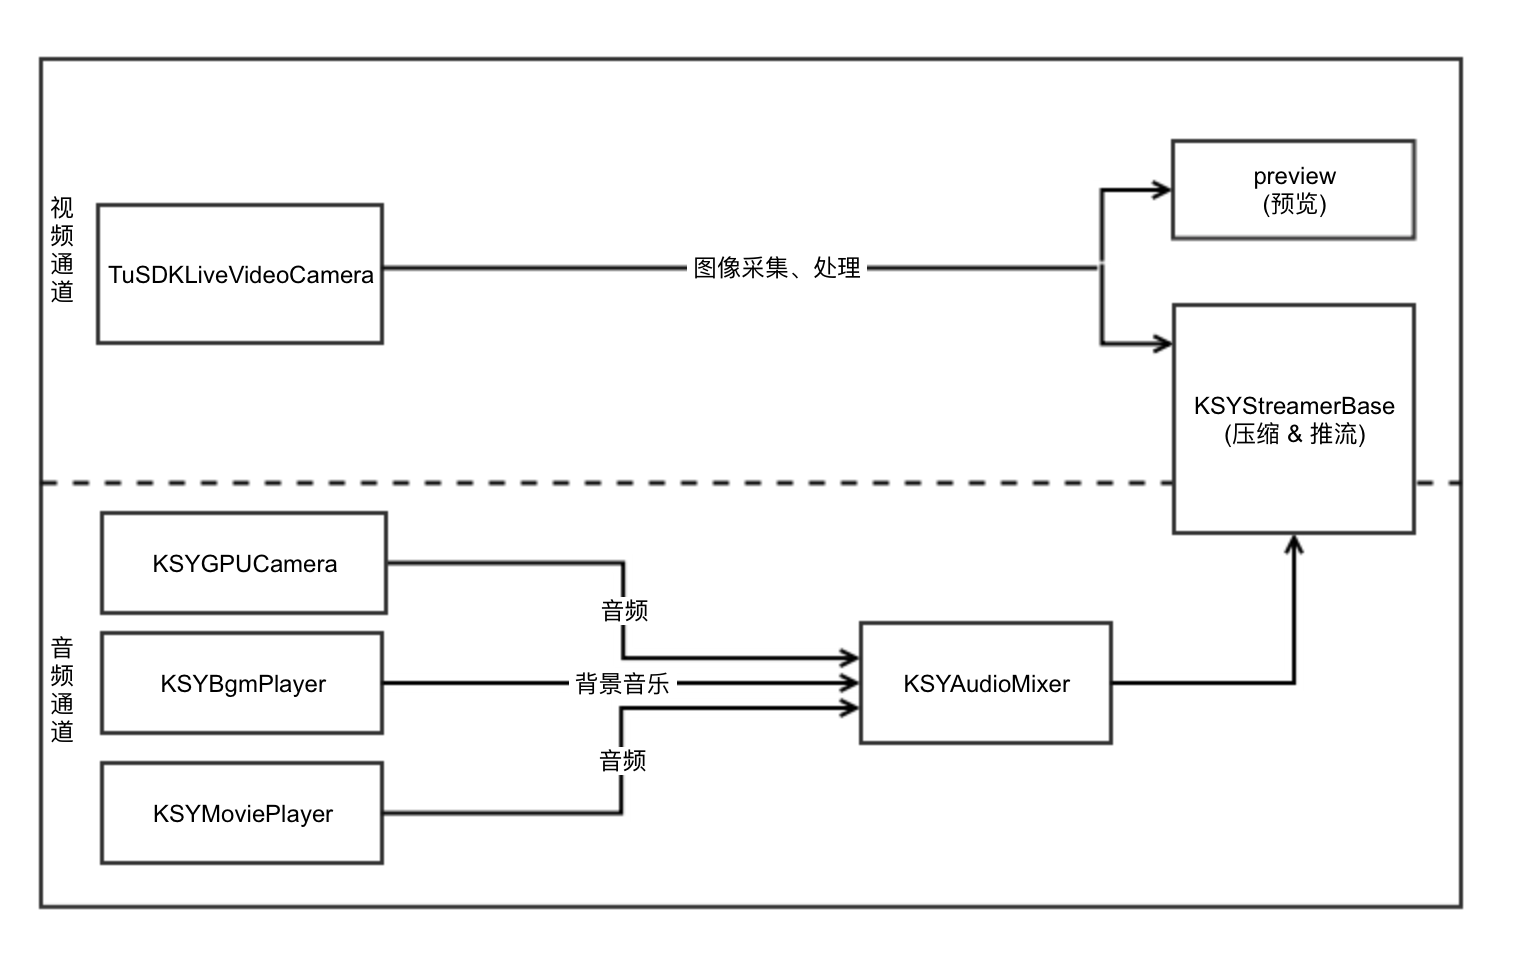 视频通道
TuSDKLiveVideoCamera
图像采集、处理
preview
(预览)
KSYStreamerBase
(压缩 & 推流)
音频通道
KSYGPUCamera
音频
KSYBgmPlayer
背景音乐
KSYAudioMixer
音频
KSYMoviePlayer